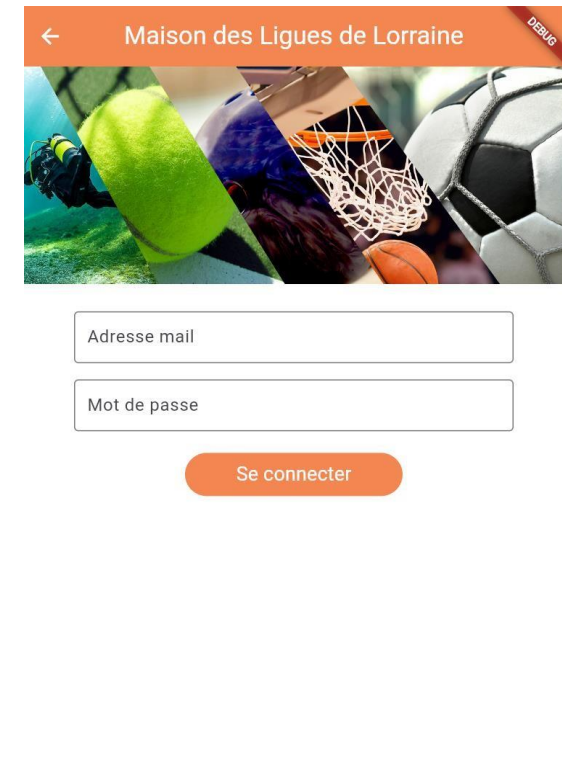 Maison des Ligues de Lorraine
DEBUG
Adresse mail
Mot de passe
Se connecter